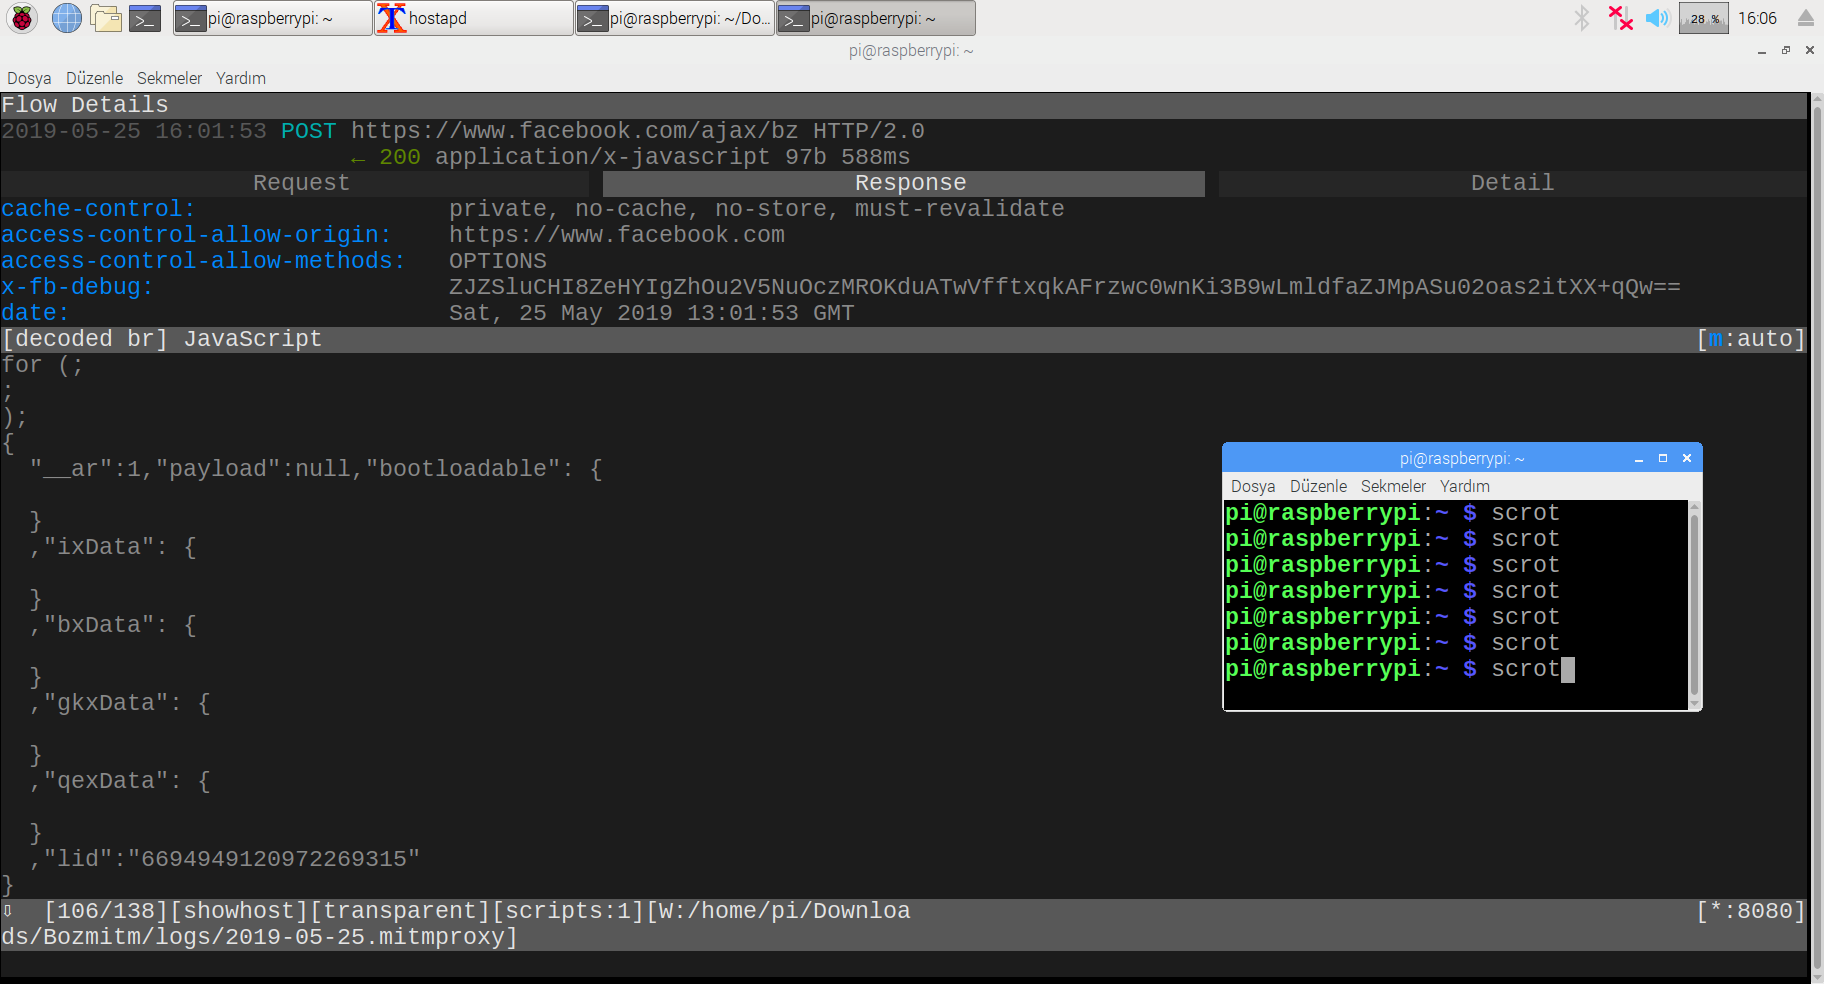 pi@raspberrypi: ~
hostapd
pi@raspberrypi: ~/Do...
pi@raspberrypi: ~
28 %
16:06
pi@raspberrypi: ~
Dosya Düzenle Sekmeler Yardım
Flow Details
2019-05-25 16:01:53 POST https://www.facebook.com/ajax/bz HTTP/2.0
← 200 application/x-javascript 97b 588ms
Request Response Detail
cache-control: private, no-cache, no-store, must-revalidate
access-control-allow-origin: https://www.facebook.com
access-control-allow-methods: OPTIONS
x-fb-debug: ZJZSluCHI8ZeHYIgZhOu2V5NuOczMROKduATwVfftxqkAFrzwc0wnKi3B9wLmldfaZJMpASu02oas2itXX+qQw==
date: Sat, 25 May 2019 13:01:53 GMT
[decoded br] JavaScript [m:auto]
for (;
;
);
{
"__ar":1,"payload":null,"bootloadable": {
}
,"ixData": {
}
,"bxData": {
}
,"gkxData": {
}
,"qexData": {
}
,"lid":"6694949120972269315"
}
⇩ [106/138][showhost][transparent][scripts:1][W:/home/pi/Downloa [*:8080]
ds/Bozmitm/logs/2019-05-25.mitmproxy]
pi@raspberrypi: ~
Dosya Düzenle Sekmeler Yardım
pi@raspberrypi:~ $ scrot
pi@raspberrypi:~ $ scrot
pi@raspberrypi:~ $ scrot
pi@raspberrypi:~ $ scrot
pi@raspberrypi:~ $ scrot
pi@raspberrypi:~ $ scrot
pi@raspberrypi:~ $ scrot